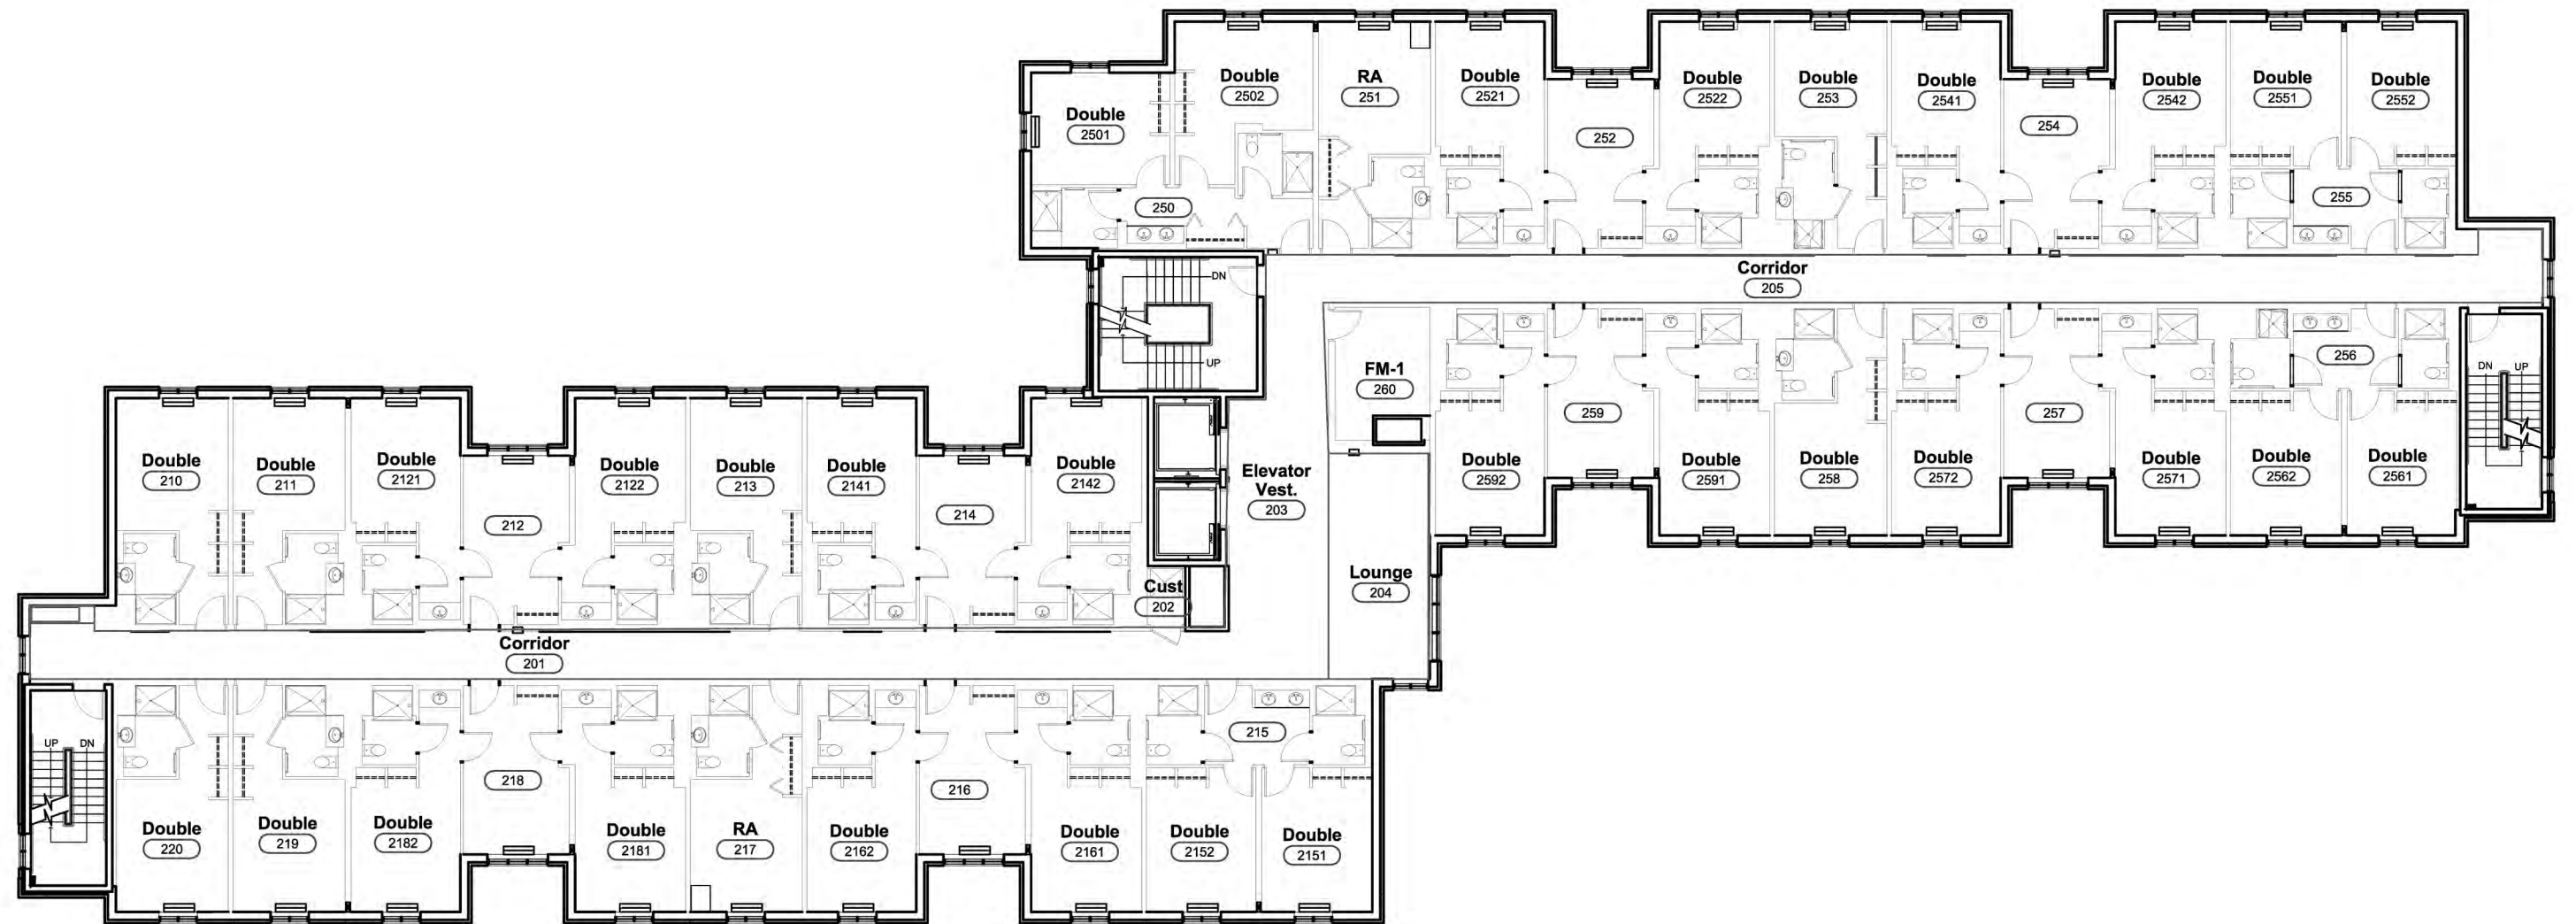 Double
2501
Double
2502
RA
251
Double
2521
252
Double
2522
Double
253
Double
2541
254
Double
2542
Double
2551
Double
2552
250
255
DN
UP
Corridor
205
FM-1
260
Double
2592
259
Double
2591
Double
258
Double
2572
257
Double
2571
256
Double
2562
Double
2561
DN UP
Double
210
Double
211
Double
2121
212
Double
2122
Double
213
Double
2141
214
Double
2142
Elevator
Vest.
203
Cust
202
Lounge
204
Corridor
201
UP DN
Double
220
Double
219
Double
2182
218
Double
2181
RA
217
Double
2162
216
Double
2161
215
Double
2152
Double
2151